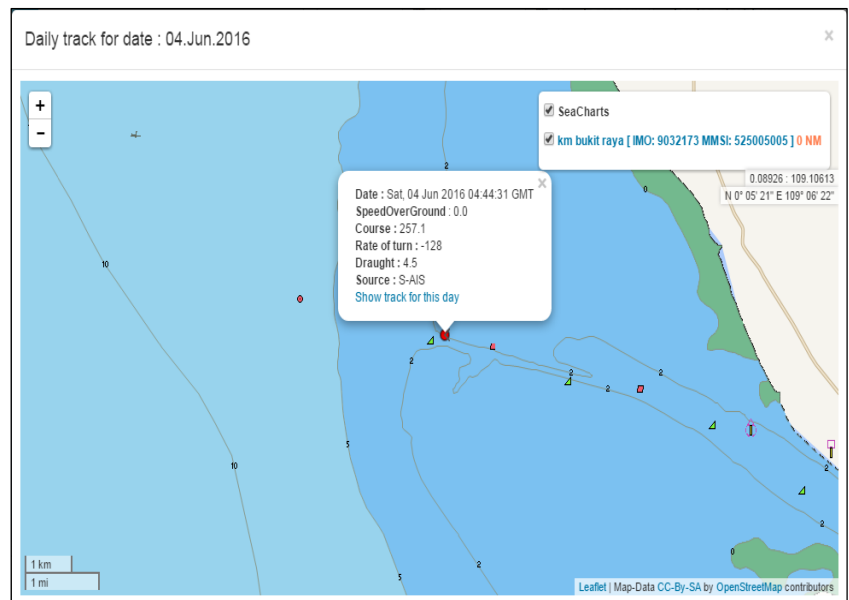 Daily track for date : 04.Jun.2016
×
+
−
SeaCharts
km bukit raya [ IMO: 9032173 MMSI: 525005005 ] 0 NM
0.08926 : 109.10613
N 0° 05' 21" E 109° 06' 22"
×
Date : Sat, 04 Jun 2016 04:44:31 GMT
SpeedOverGround : 0.0
Course : 257.1
Rate of turn : -128
Draught : 4.5
Source : S-AIS
Show track for this day
2
0
10
2
2
2
2
2
5
10
2
2
0
2
5
1 km
1 mi
Leaflet | Map-Data CC-By-SA by OpenStreetMap contributors